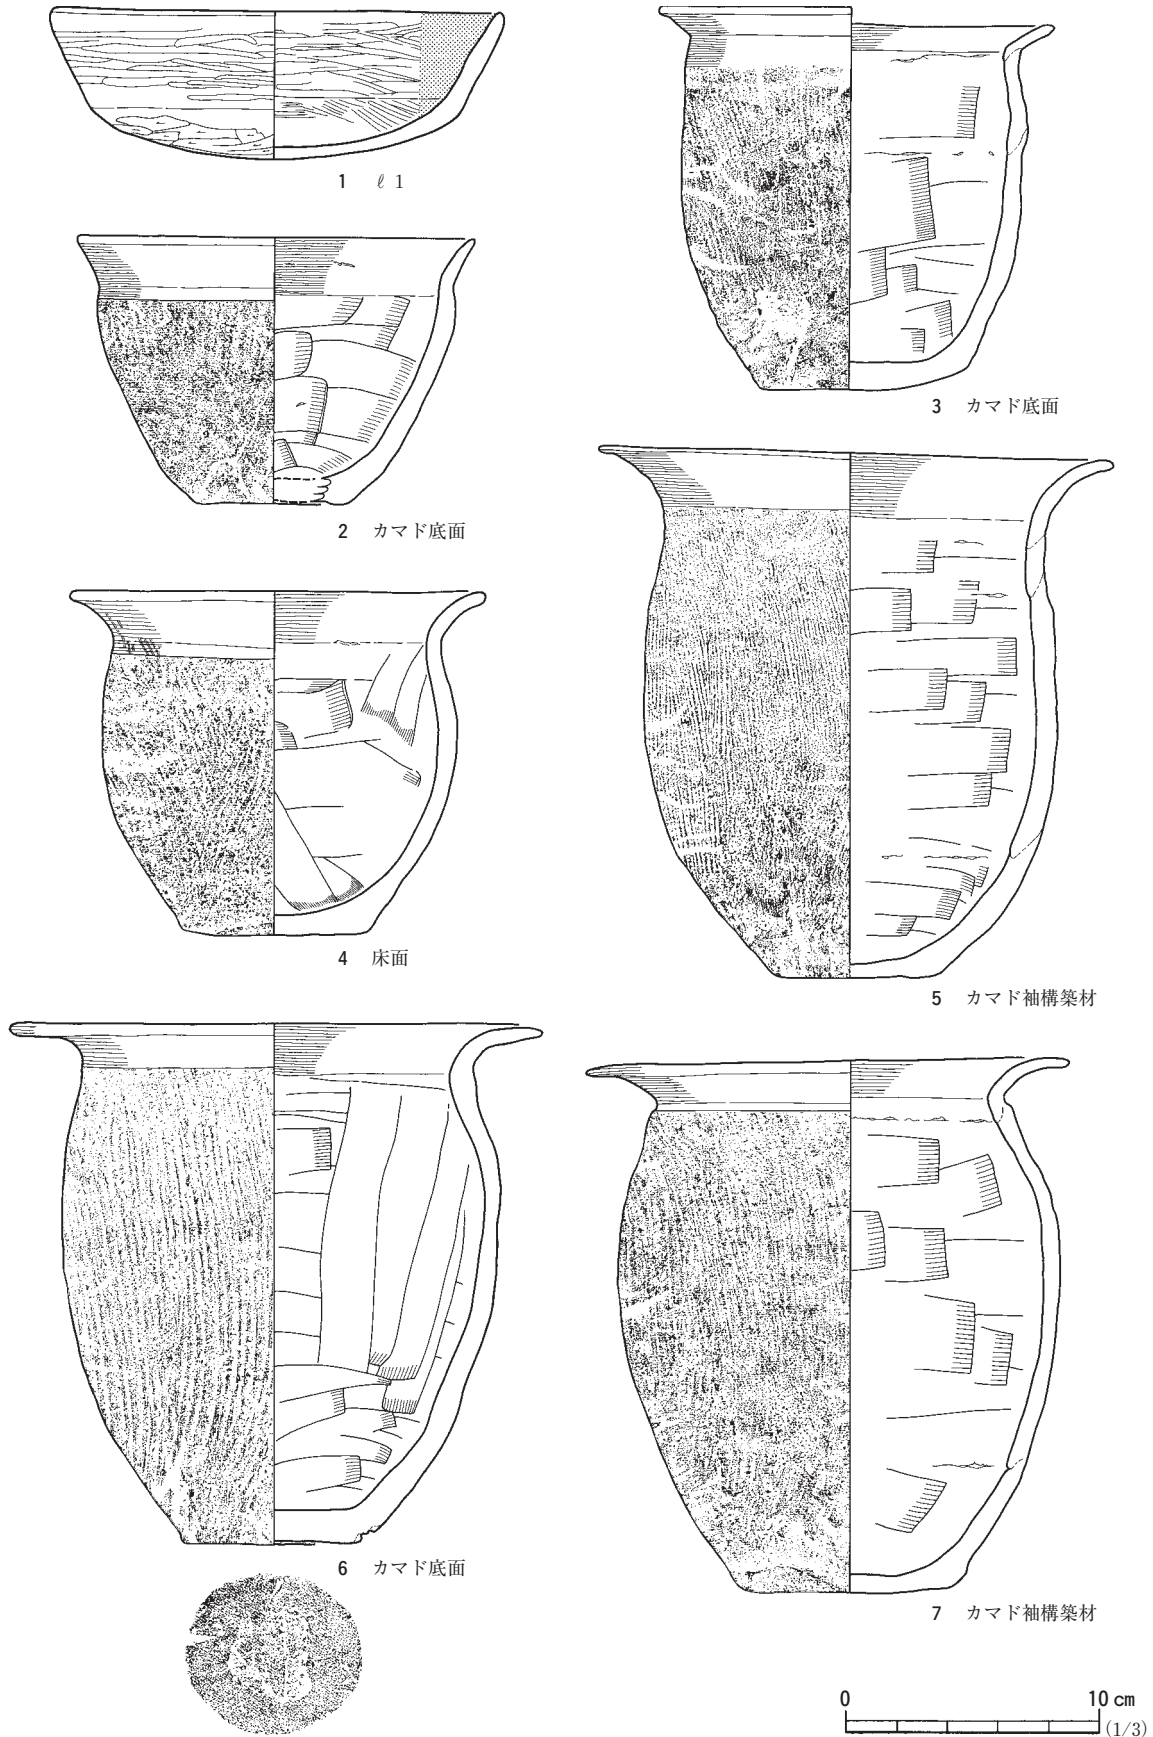 1 ℓ 1
2 カマド底面
3 カマド底面
4 床面
5 カマド袖構築材
6 カマド底面
7 カマド袖構築材
0 10 cm
(1/3)